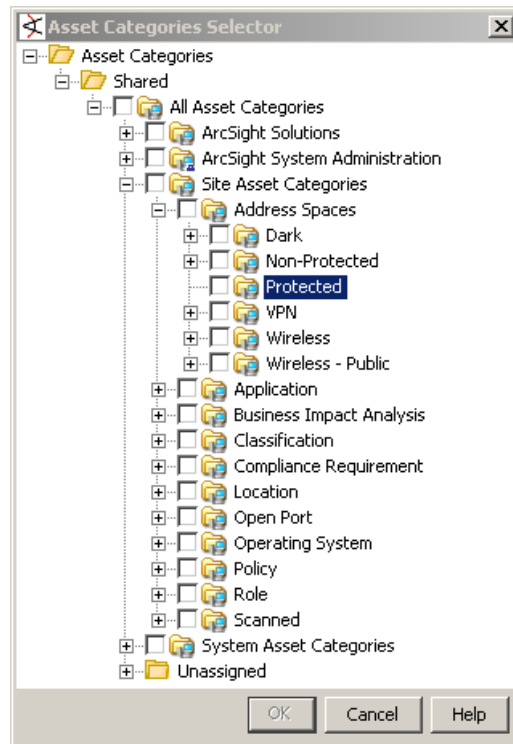 Asset Categories Selector
Asset Categories
Shared
All Asset Categories
ArcSight Solutions
ArcSight System Administration
Site Asset Categories
Address Spaces
Dark
Non-Protected
Protected
VPN
Wireless
Wireless - Public
Application
Business Impact Analysis
Classification
Compliance Requirement
Location
Open Port
Operating System
Policy
Role
Scanned
System Asset Categories
Unassigned
OK Cancel Help